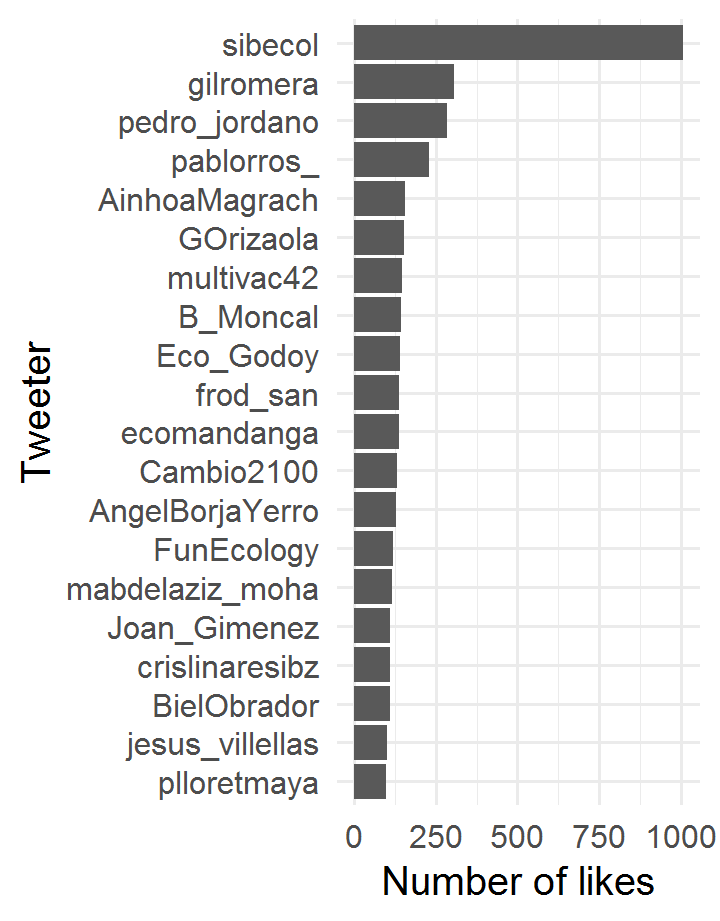 Tweeter
sibecol
gilromera
pedro_jordano
pablorros_
AinhoaMagrach
GOrizaola
multivac42
B_Moncal
Eco_Godoy
frod_san
ecomandanga
Cambio2100
AngelBorjaYerro
FunEcology
mabdelaziz_moha
Joan_Gimenez
crislinaresibz
BielObrador
jesus_villellas
plloretmaya
0 250 500 750 1000
Number of likes